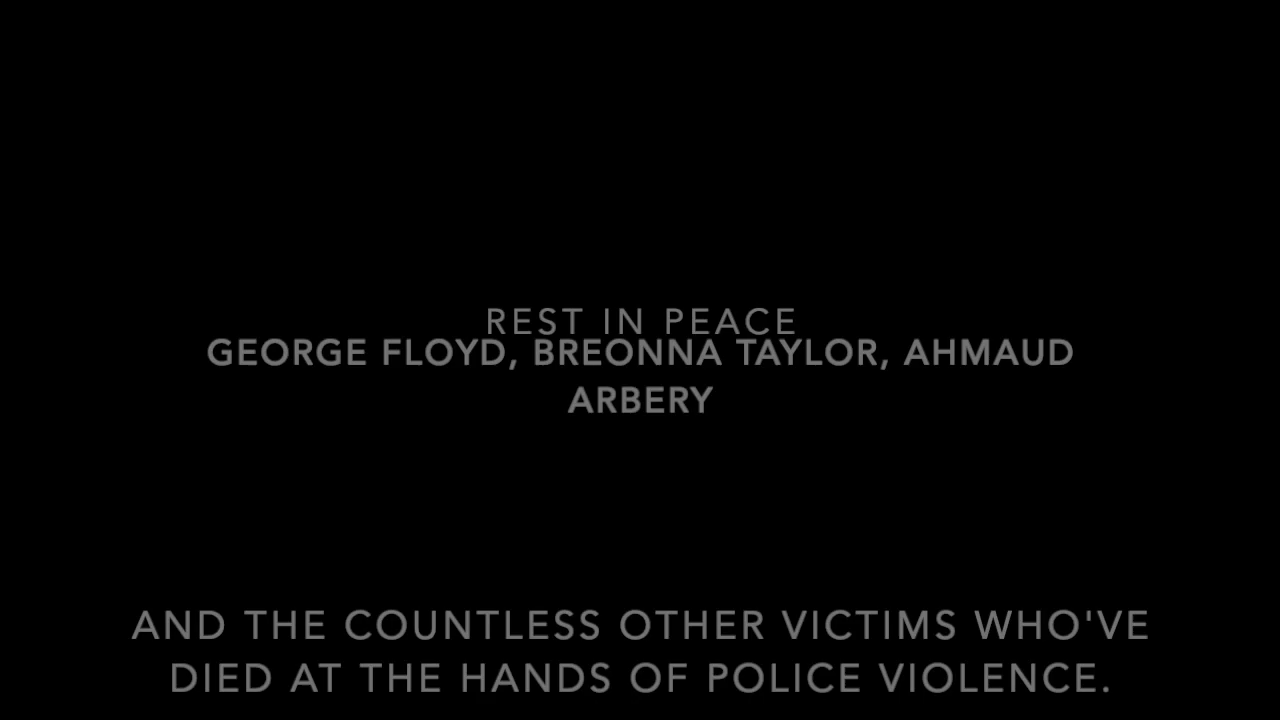 REST IN PEACE
GEORGE FLOYD, BREONNA TAYLOR, AHMAUD
ARBERY
AND THE COUNTLESS OTHER VICTIMS WHO'VE
DIED AT THE HANDS OF POLICE VIOLENCE.